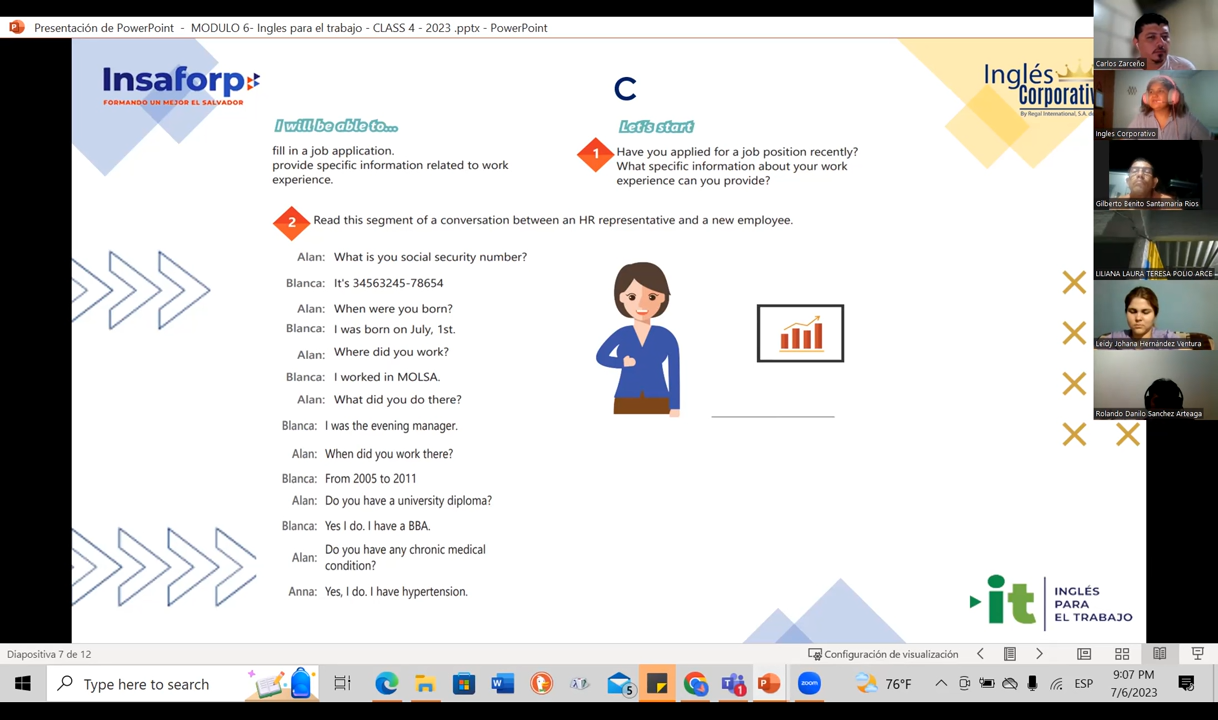 Presentación de PowerPoint - MODULO 6- Ingles para el trabajo - CLASS 4 - 2023 .pptx - PowerPoint
Insaforp
FORMANDO UN MEJOR EL SALVADOR
C
Inglés
Corporativ
By Regal International, S.A. de
I will be able to...
fill in a job application.
provide specific information related to work
experience.
Let's start
1
Have you applied for a job position recently?
What specific information about your work
experience can you provide?
2
Read this segment of a conversation between an HR representative and a new employee.
Alan: What is you social security number?
Blanca: It's 34563245-78654
Alan: When were you born?
Blanca: I was born on July, 1st.
Alan: Where did you work?
Blanca: I worked in MOLSA.
Alan: What did you do there?
Blanca: I was the evening manager.
Alan: When did you work there?
Blanca: From 2005 to 2011
Alan: Do you have a university diploma?
Blanca: Yes I do. I have a BBA.
Alan: Do you have any chronic medical
condition?
Anna: Yes, I do. I have hypertension.
it
INGLÉS
PARA
EL TRABAJO
Carlos Zarceño
Ingles Corporativo
Gilberto Benito Santamaria Rios
LILIANA LAURA TERESA POLIO ARCE
Leidy Johana Hernández Ventura
Rolando Danilo Sanchez Arteaga
Diapositiva 7 de 12
Configuración de visualización
Type here to search
5
1
zoom
76°F
ESP
9:07 PM
7/6/2023